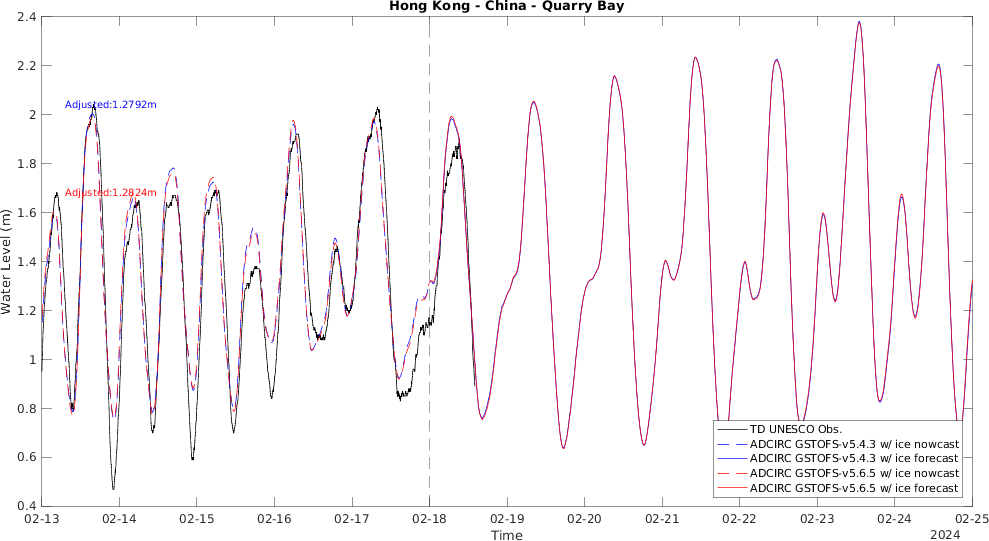 Hong Kong - China - Quarry Bay
2.4
2.2
2
1.8
1.6
1.4
1.2
1
0.8
0.6
0.4
Water Level (m)
Adjusted:1.2792m
Adjusted:1.2824m
TD UNESCO Obs.
ADCIRC GSTOFS-v5.4.3 w/ ice nowcast
ADCIRC GSTOFS-v5.4.3 w/ ice forecast
ADCIRC GSTOFS-v5.6.5 w/ ice nowcast
ADCIRC GSTOFS-v5.6.5 w/ ice forecast
02-13 02-14 02-15 02-16 02-17 02-18 02-19 02-20 02-21 02-22 02-23 02-24 02-25
Time
2024